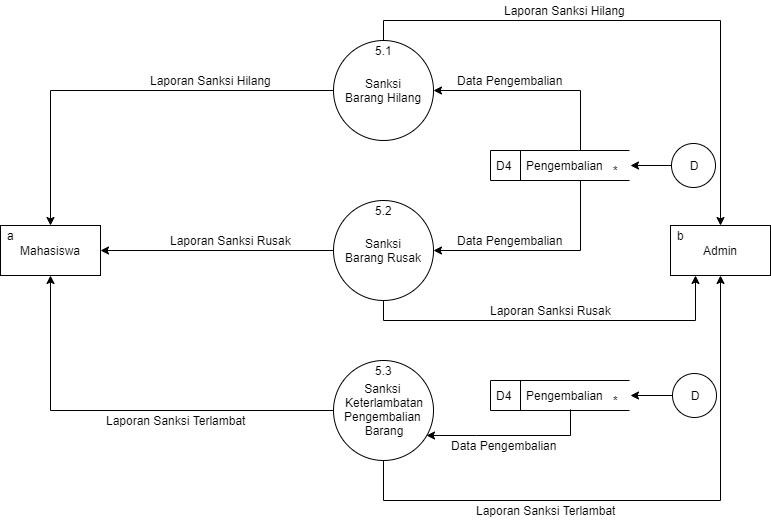 Laporan Sanksi Hilang
5.1
Sanksi
Barang Hilang
Laporan Sanksi Hilang
Data Pengembalian
D4 Pengembalian *
D
5.2
Sanksi
Barang Rusak
a
Mahasiswa
Laporan Sanksi Rusak
Data Pengembalian
b
Admin
Laporan Sanksi Rusak
5.3
Sanksi
Keterlambatan
Pengembalian
Barang
D4 Pengembalian *
D
Laporan Sanksi Terlambat
Data Pengembalian
Laporan Sanksi Terlambat